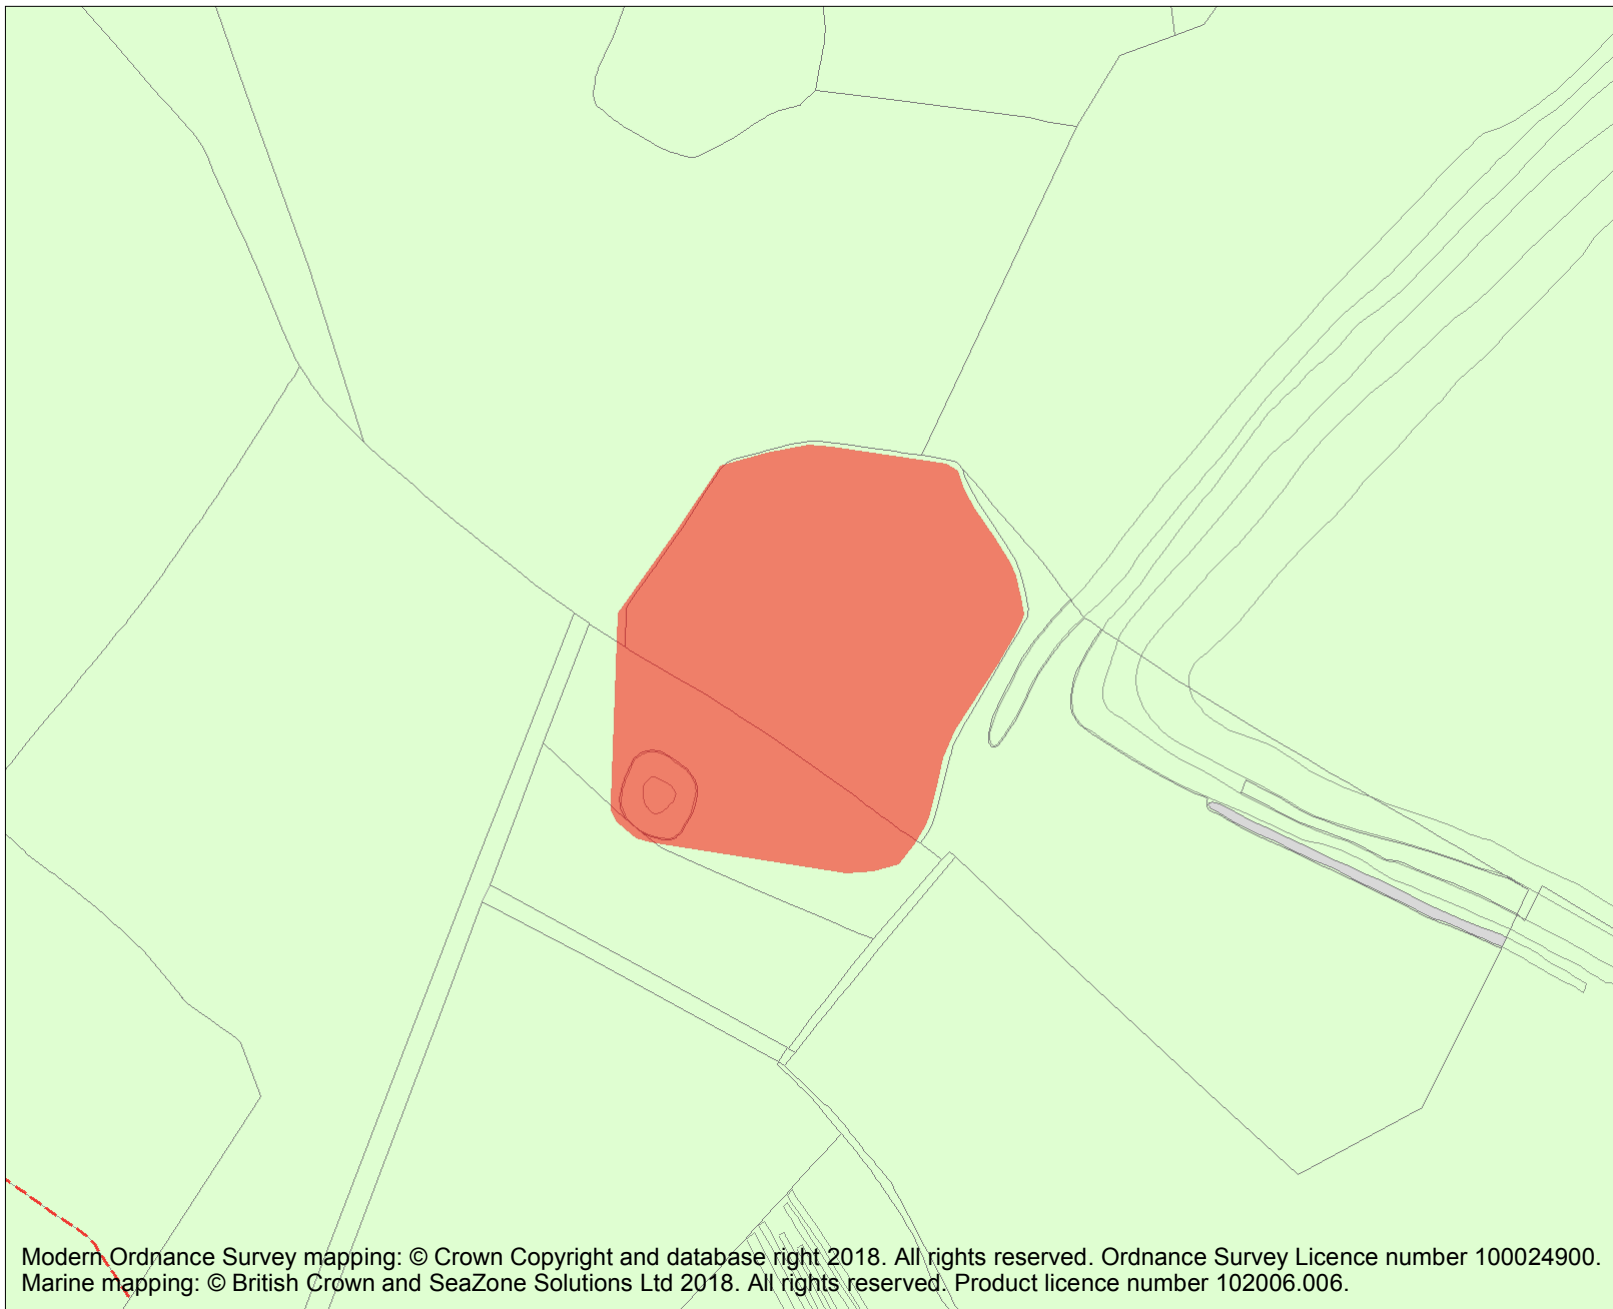 Modern Ordnance Survey mapping: © Crown Copyright and database right 2018. All rights reserved. Ordnance Survey Licence number 100024900.
Marine mapping: © British Crown and SeaZone Solutions Ltd 2018. All rights reserved. Product licence number 102006.006.